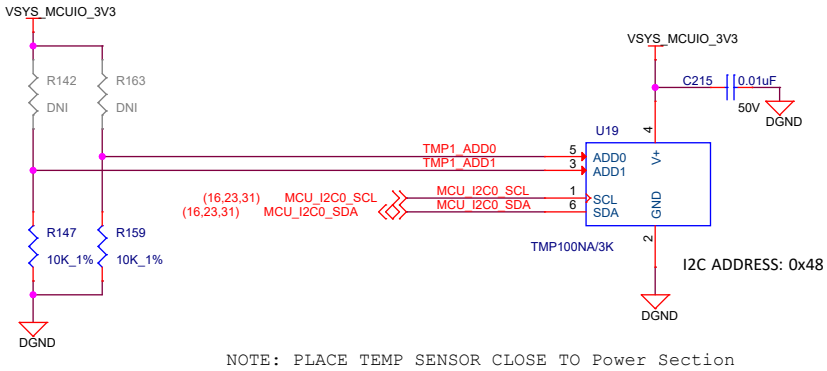 VSYS_MCUIO_3V3
VSYS_MCUIO_3V3
R142
DNI
R163
DNI
C215
0.01uF
50V
DGND
U19
4
V+
TMP1_ADD0
5
ADD0
TMP1_ADD1
3
ADD1
(16,23,31)
MCU_I2C0_SCL
MCU_I2C0_SCL
1
SCL
(16,23,31)
MCU_I2C0_SDA
MCU_I2C0_SDA
6
SDA
GND
2
R147
10K_1%
R159
10K_1%
TMP100NA/3K
I2C ADDRESS: 0x48
DGND
DGND
NOTE: PLACE TEMP SENSOR CLOSE TO Power Section